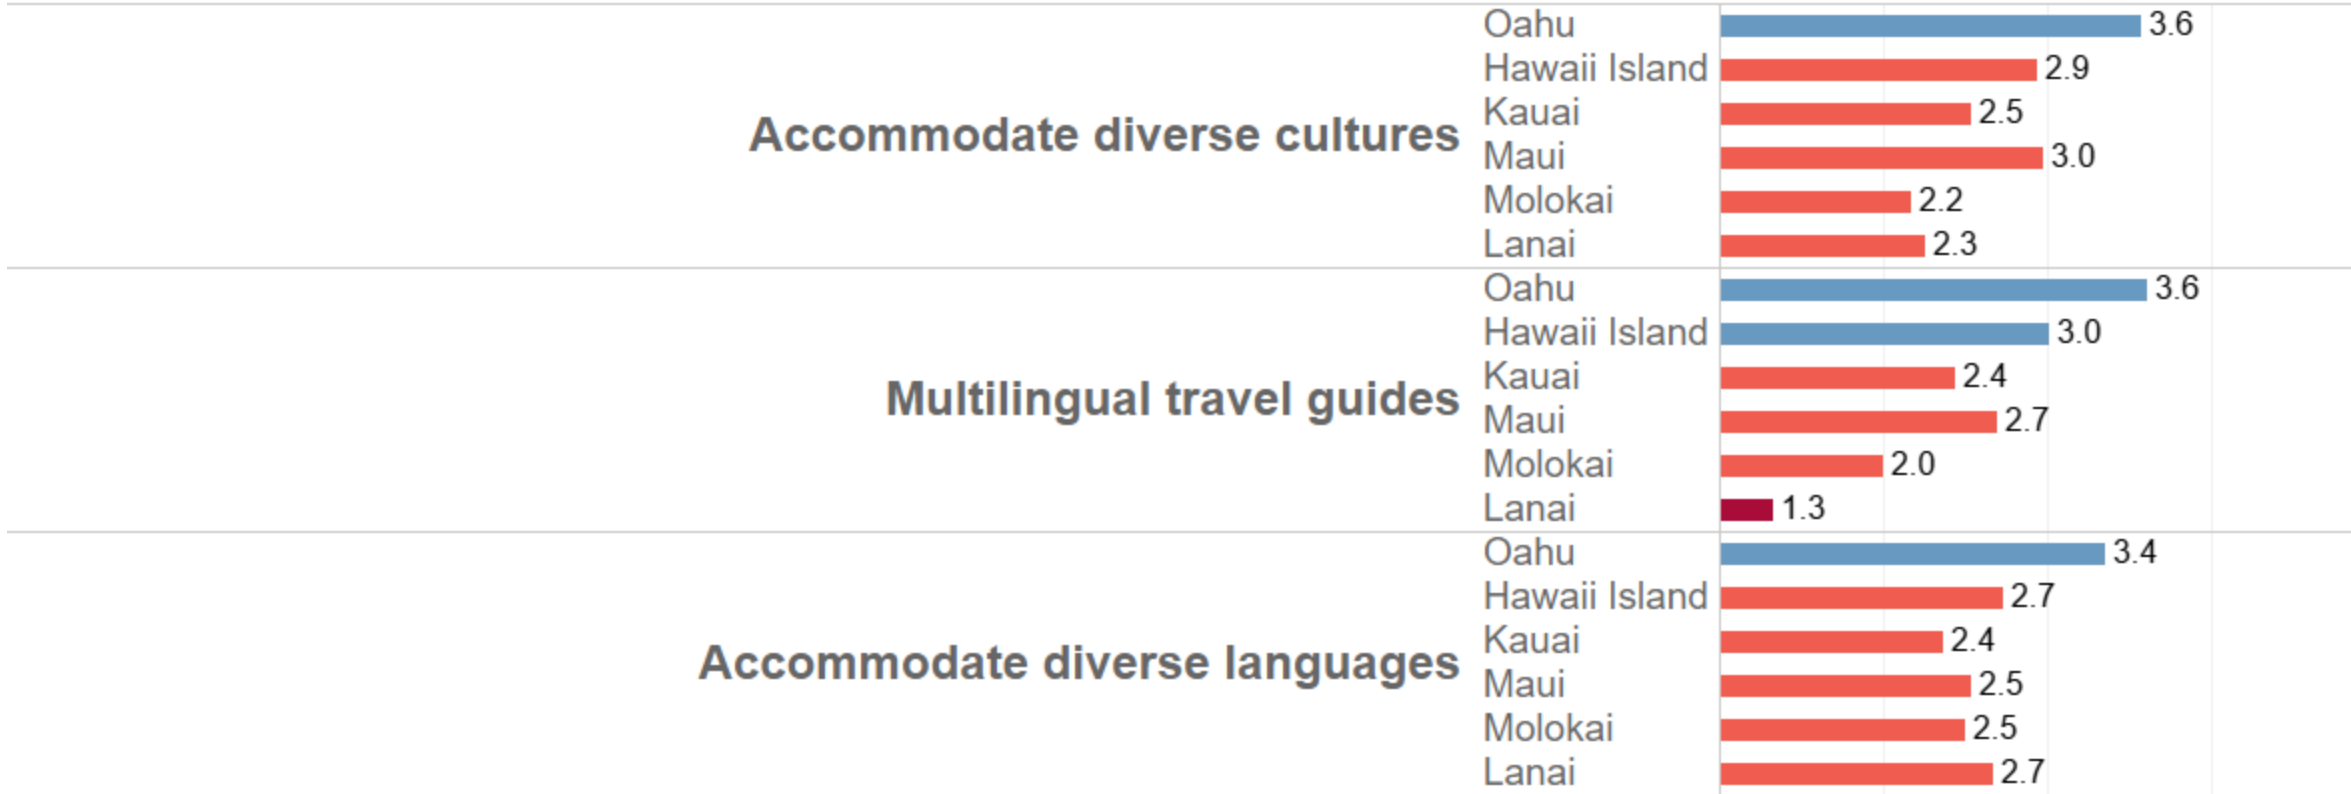 Accommodate diverse cultures
Oahu 3.6
Hawaii Island 2.9
Kauai 2.5
Maui 3.0
Molokai 2.2
Lanai 2.3
Multilingual travel guides
Oahu 3.6
Hawaii Island 3.0
Kauai 2.4
Maui 2.7
Molokai 2.0
Lanai 1.3
Accommodate diverse languages
Oahu 3.4
Hawaii Island 2.7
Kauai 2.4
Maui 2.5
Molokai 2.5
Lanai 2.7